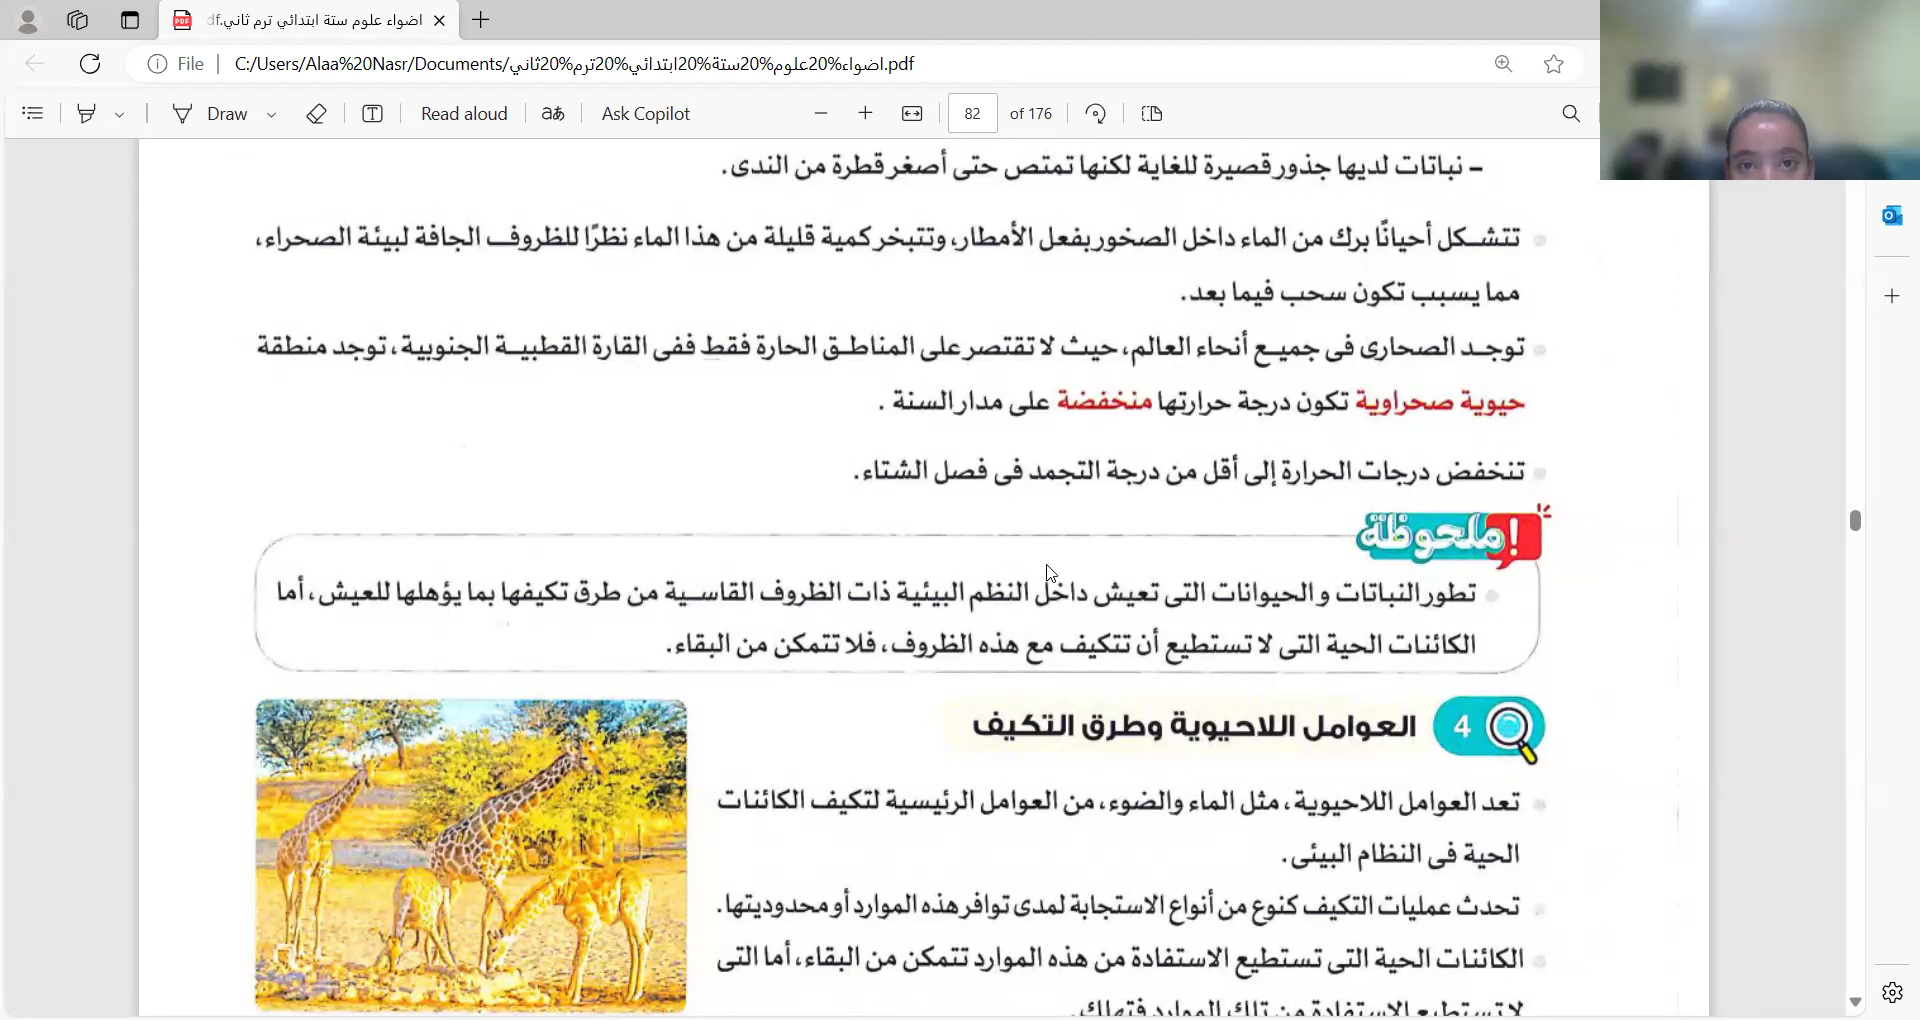 اضواء علوم ستة ابتدائي ترم ثاني.df
File
C:/Users/Alaa%20Nasr/Documents/اضواء%20علوم%20ستة%20ابتدائي%20ترم%20ثاني.pdf
Draw
Read aloud
Ask Copilot
82 of 176
– نباتات لديها جذور قصيرة للغاية لكنها تمتص حتى أصغر قطرة من الندى.
تتشكل أحيانًا برك من الماء داخل الصخور بفعل الأمطار، وتتبخر كمية قليلة من هذا الماء نظرًا للظروف الجافة لبيئة الصحراء،
مما يسبب تكون سحب فيما بعد.
توجد الصحارى فى جميع أنحاء العالم، حيث لا تقتصر على المناطق الحارة فقط ففى القارة القطبية الجنوبية، توجد منطقة
حيوية صحراوية تكون درجة حرارتها منخفضة على مدار السنة .
تنخفض درجات الحرارة إلى أقل من درجة التجمد فى فصل الشتاء.
ملحوظة !
تطور النباتات و الحيوانات التى تعيش داخل النظم البيئية ذات الظروف القاسية من طرق تكيفها بما يؤهلها للعيش، أما
الكائنات الحية التى لا تستطيع أن تتكيف مع هذه الظروف، فلا تتمكن من البقاء.
4 العوامل اللاحيوية وطرق التكيف
تعد العوامل اللاحيوية، مثل الماء والضوء، من العوامل الرئيسية لتكيف الكائنات
الحية فى النظام البيئى.
تحدث عمليات التكيف كنوع من أنواع الاستجابة لمدى توافر هذه الموارد أو محدوديتها.
الكائنات الحية التى تستطيع الاستفادة من هذه الموارد تتمكن من البقاء، أما التى
لا تستطيع الاستفادة من تلك الموارد فتهلك.